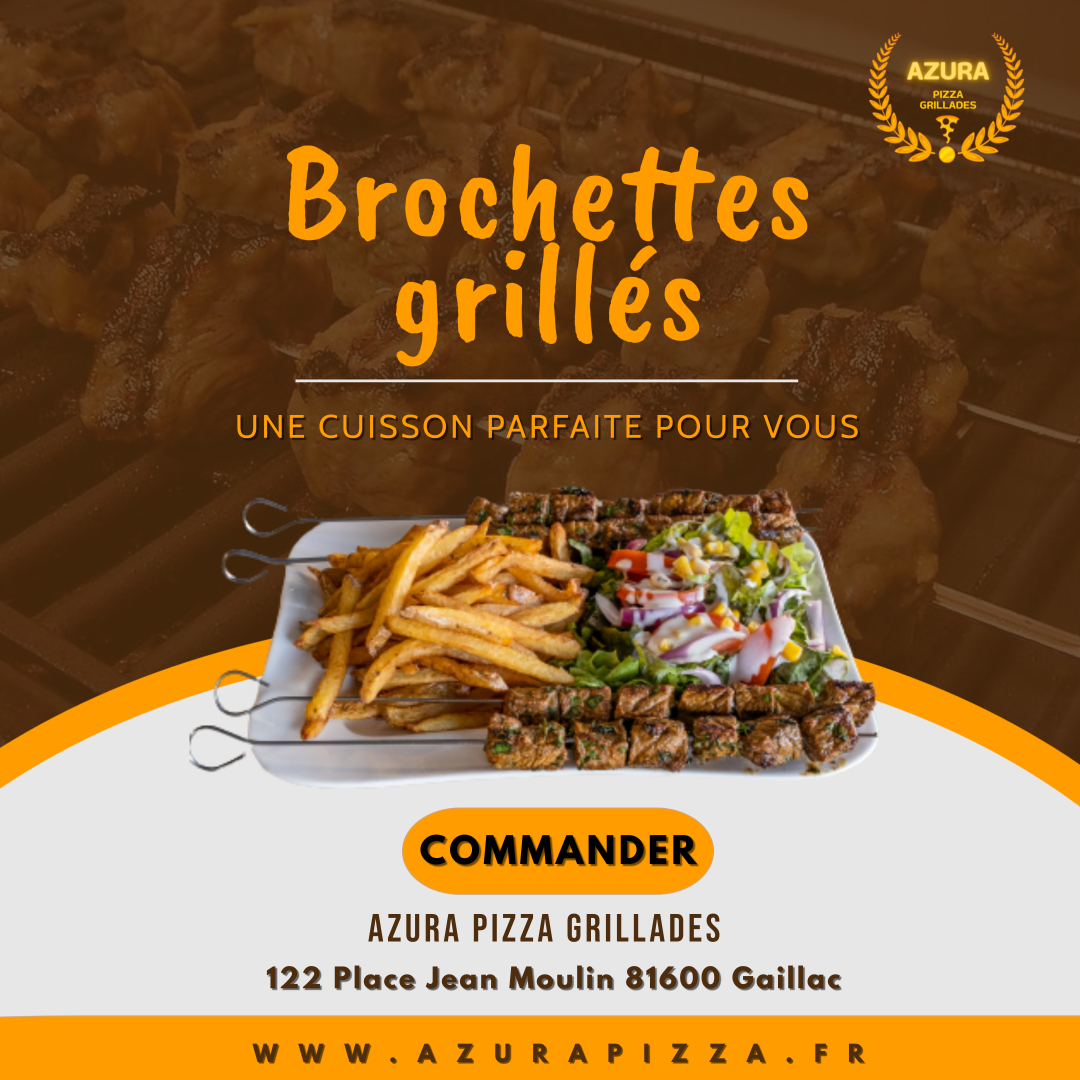 AZURA
PIZZA
GRILLADES
Brochettes
grillés
UNE CUISSON PARFAITE POUR VOUS
COMMANDER
AZURA PIZZA GRILLADES
122 Place Jean Moulin 81600 Gaillac
WWW.AZURAPIZZA.FR